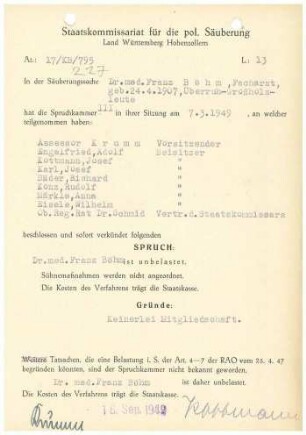 Staatskommissariat für die pol. Säuberung
Land Württemberg Hohenzollern
Az.: 17/KB/795 L: 13
227
In der Säuberungssache Dr.med.Franz Böhm,Facharzt,
geb.24.4.1907,
leute
hat die Spruchkammer III in ihrer Sitzung am 7.3.1949 , an welcher
teilgenommen haben:
Assessor Krumm Vorsitzender
Engelfried,Adolf Beisitzer
Kottmann,Josef "
Karl,Josef "
Mäder,Richard "
Konz,Rudolf "
Märkle,Anna "
Eisele,Wilhelm "
Ob.Reg.Rat Dr.Schmid Vertr.d.Staatskommissars
beschlossen und sofort verkündet folgenden
SPRUCH:
Dr.med.Franz Böhm ist unbelastet.
Sühnemaßnahmen werden nicht angeordnet.
Die Kosten des Verfahrens trägt die Staatskasse.
Gründe:
Keinerlei Mitgliedschaft.
Tatsachen, die eine Belastung i. S. der Art. 4—7 der RAO vom 25. 4. 47
begründen könnten, sind der Spruchkammer nicht bekannt geworden.
Dr. med.Franz Böhm ist daher unbelastet.
Die Kosten des Verfahrens trägt die Staatskasse.
Krumm 16. Sep. 1949 Kottmann